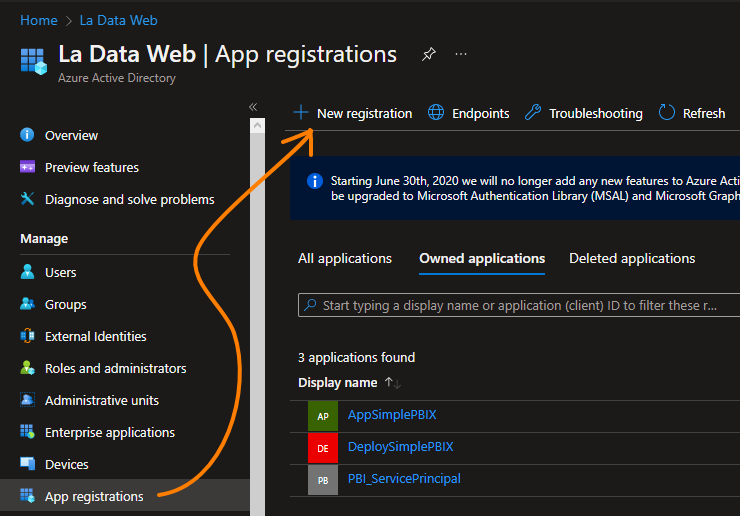 Home > La Data Web
La Data Web | App registrations
Azure Active Directory
Overview
Preview features
Diagnose and solve problems
Manage
Users
Groups
External Identities
Roles and administrators
Administrative units
Enterprise applications
Devices
App registrations
New registration Endpoints Troubleshooting Refresh
Starting June 30th, 2020 we will no longer add any new features to Azure Acti
be upgraded to Microsoft Authentication Library (MSAL) and Microsoft Graph
All applications Owned applications Deleted applications
Start typing a display name or application (client) ID to filter these r...
3 applications found
Display name
AP AppSimplePBIX
DE DeploySimplePBIX
PB PBI_ServicePrincipal